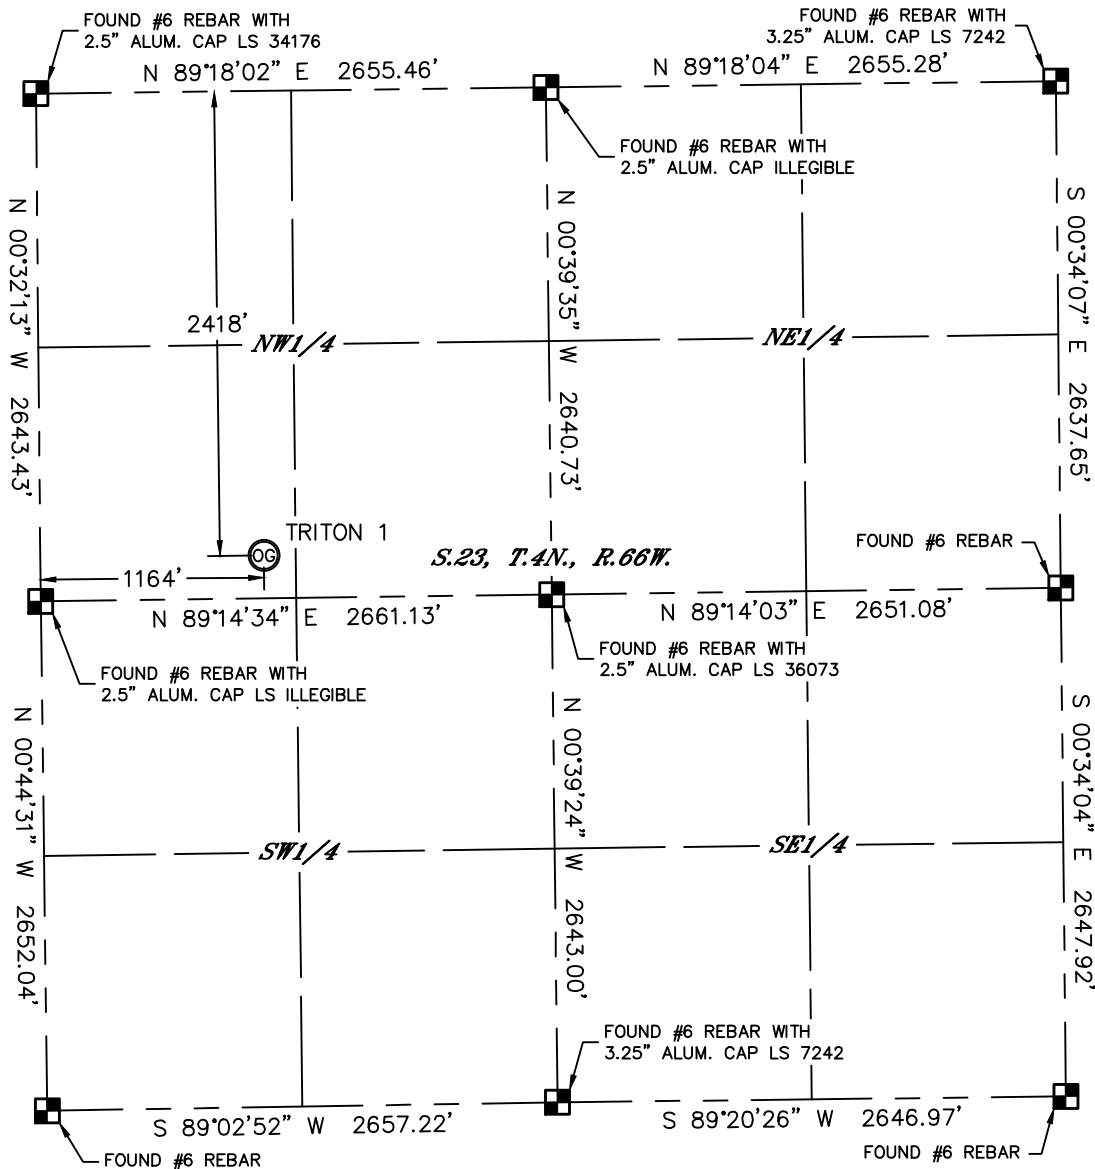 FOUND #6 REBAR WITH
2.5" ALUM. CAP LS 34176
FOUND #6 REBAR WITH
3.25" ALUM. CAP LS 7242
N 89°18'02" E 2655.46'
N 89°18'04" E 2655.28'
FOUND #6 REBAR WITH
2.5" ALUM. CAP ILLEGIBLE
N 00°32'13" W 2643.43'
N 00°39'35" W 2640.73'
S 00°34'07" E 2637.65'
2418'
NW1/4
NE1/4
TRITON 1
OG
S.23, T.4N., R.66W.
FOUND #6 REBAR
1164'
N 89°14'34" E 2661.13'
N 89°14'03" E 2651.08'
FOUND #6 REBAR WITH
2.5" ALUM. CAP LS 36073
FOUND #6 REBAR WITH
2.5" ALUM. CAP LS ILLEGIBLE
N 00°44'31" W 2652.04'
N 00°39'24" W 2643.00'
S 00°34'04" E 2647.92'
SW1/4
SE1/4
FOUND #6 REBAR WITH
3.25" ALUM. CAP LS 7242
S 89°02'52" W 2657.22'
S 89°20'26" W 2646.97'
FOUND #6 REBAR
FOUND #6 REBAR